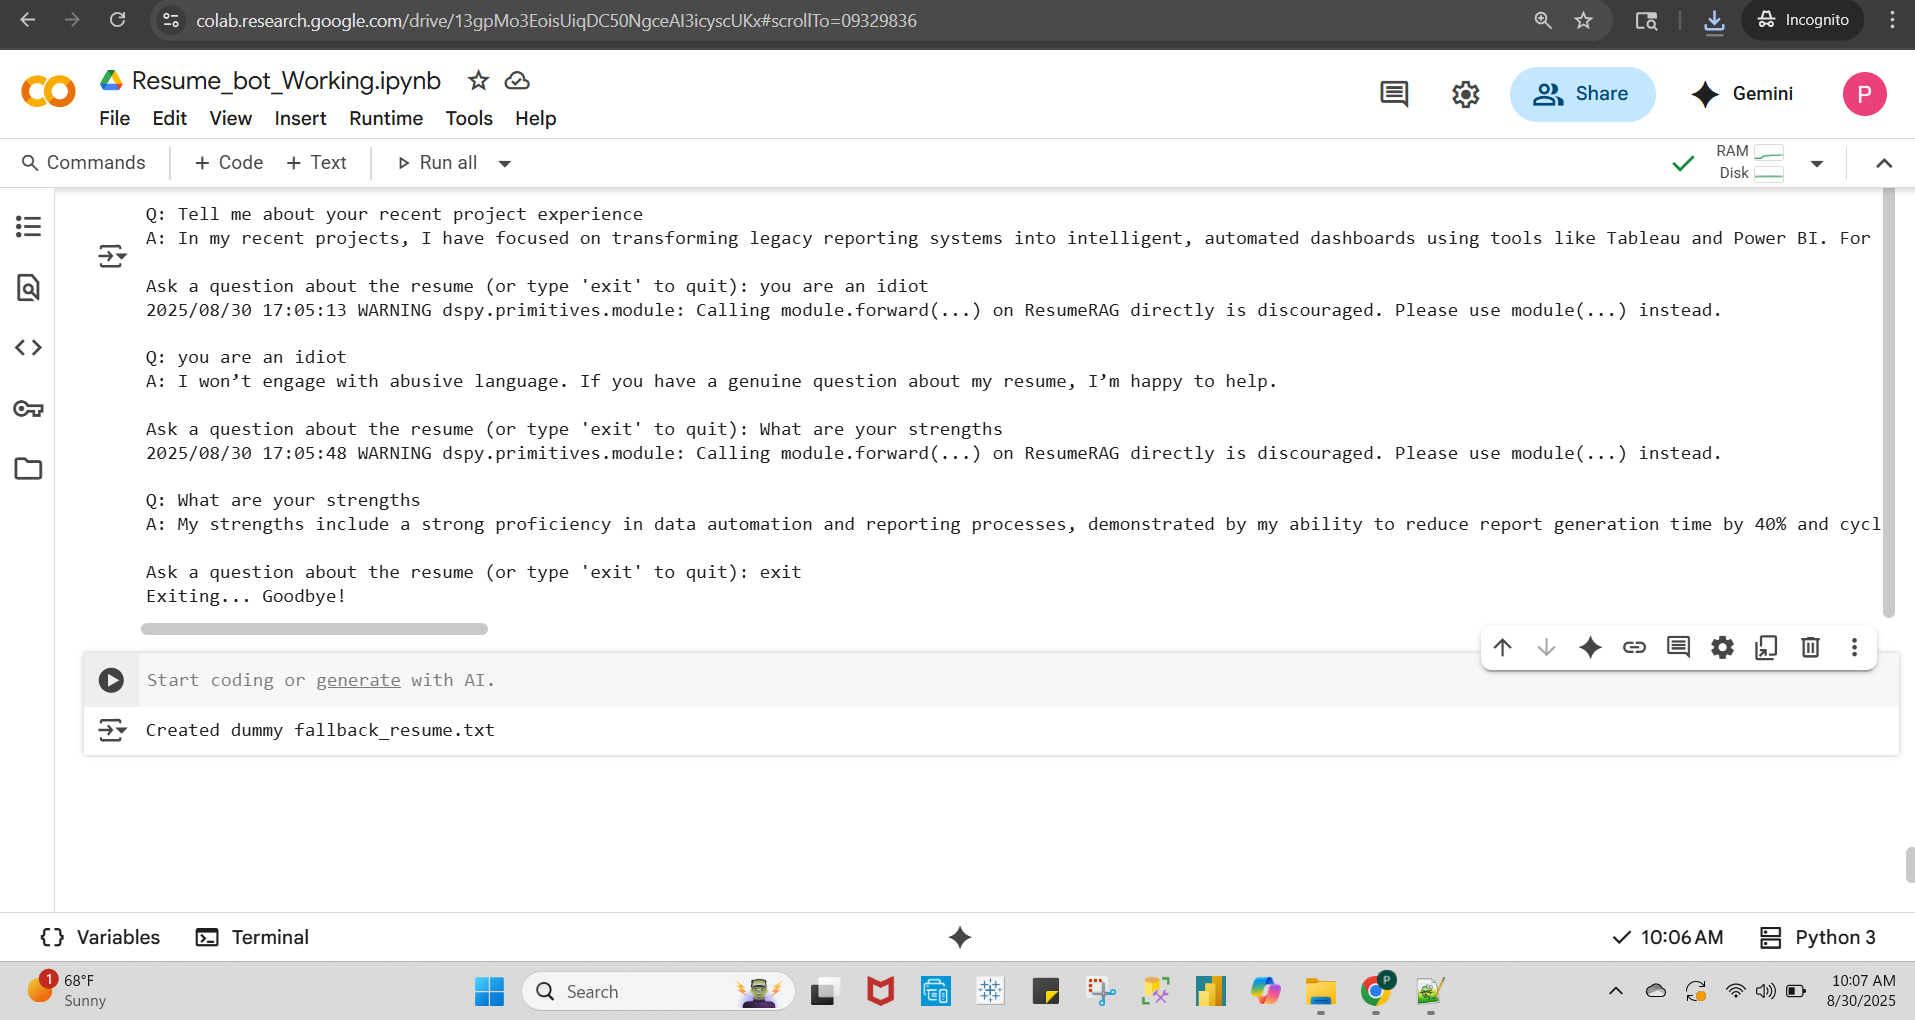 colab.research.google.com/drive/13gpMo3EoisUiqDC50NgceAI3icyscUKx#scrollTo=09329836
Incognito
Resume_bot_Working.ipynb
File Edit View Insert Runtime Tools Help
Share
Gemini
P
Commands
+ Code
+ Text
Run all
RAM
Disk
Q: Tell me about your recent project experience
A: In my recent projects, I have focused on transforming legacy reporting systems into intelligent, automated dashboards using tools like Tableau and Power BI. For
Ask a question about the resume (or type 'exit' to quit): you are an idiot
2025/08/30 17:05:13 WARNING dspy.primitives.module: Calling module.forward(...) on ResumeRAG directly is discouraged. Please use module(...) instead.
Q: you are an idiot
A: I won’t engage with abusive language. If you have a genuine question about my resume, I’m happy to help.
Ask a question about the resume (or type 'exit' to quit): What are your strengths
2025/08/30 17:05:48 WARNING dspy.primitives.module: Calling module.forward(...) on ResumeRAG directly is discouraged. Please use module(...) instead.
Q: What are your strengths
A: My strengths include a strong proficiency in data automation and reporting processes, demonstrated by my ability to reduce report generation time by 40% and cycl
Ask a question about the resume (or type 'exit' to quit): exit
Exiting... Goodbye!
Start coding or generate with AI.
Created dummy fallback_resume.txt
Variables
Terminal
10:06 AM
Python 3
1
68°F
Sunny
Search
P
10:07 AM
8/30/2025